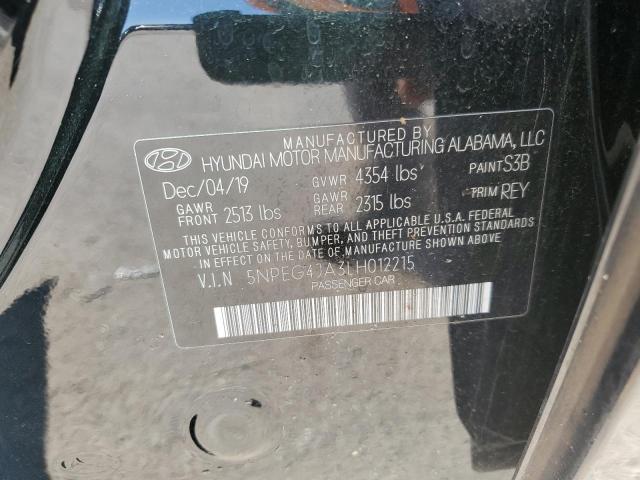 MANUFACTURED BY
HYUNDAI MOTOR MANUFACTURING ALABAMA, LLC
Dec/04/19 GVWR 4354 lbs PAINT S3B
GAWR FRONT 2513 lbs GAWR REAR 2315 lbs TRIM REY
THIS VEHICLE CONFORMS TO ALL APPLICABLE U.S.A. FEDERAL
MOTOR VEHICLE SAFETY, BUMPER, AND THEFT PREVENTION
STANDARDS IN EFFECT ON THE DATE OF MANUFACTURE SHOWN ABOVE.
V.I.N 5NPEG4JA3LH012215
PASSENGER CAR